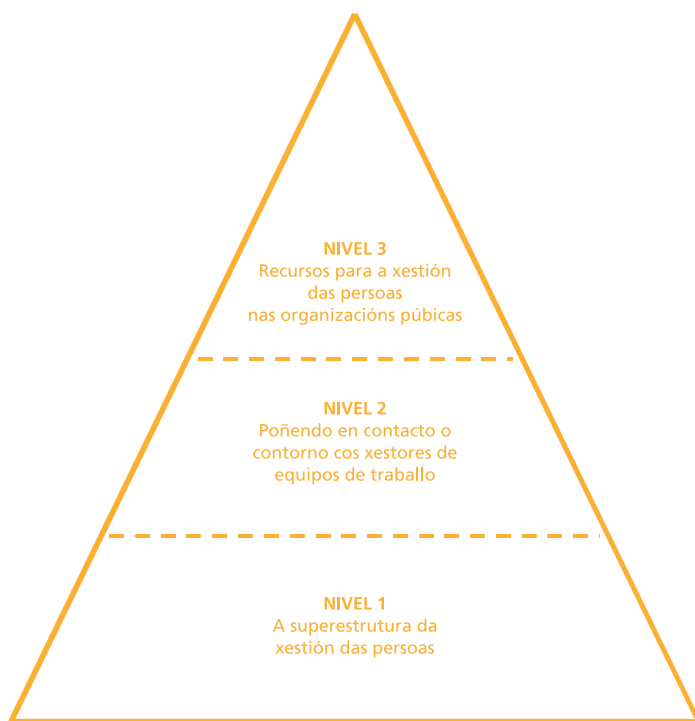 NIVEL 3
Recursos para a xestión
das persoas
nas organizacións púbicas
NIVEL 2
Poñendo en contacto o
contorno cos xestores de
equipos de traballo
NIVEL 1
A superestrutura da
xestión das persoas